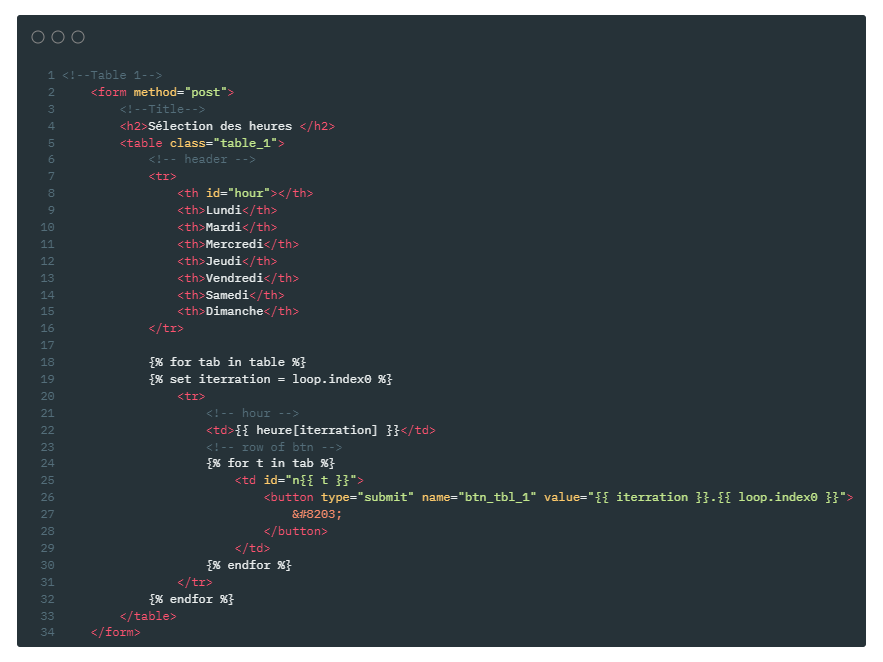 1 <!--Table 1-->
2 <form method="post">
3 <!--Title-->
4 <h2>Sélection des heures </h2>
5 <table class="table_1">
6 <!-- header -->
7 <tr>
8 <th id="hour"></th>
9 <th>Lundi</th>
10 <th>Mardi</th>
11 <th>Mercredi</th>
12 <th>Jeudi</th>
13 <th>Vendredi</th>
14 <th>Samedi</th>
15 <th>Dimanche</th>
16 </tr>
17
18 {% for tab in table %}
19 {% set iterration = loop.index0 %}
20 <tr>
21 <!-- hour -->
22 <td>{{ heure[iterration] }}</td>
23 <!-- row of btn -->
24 {% for t in tab %}
25 <td id="n{{ t }}">
26 <button type="submit" name="btn_tbl_1" value="{{ iterration }}.{{ loop.index0 }}">
27 &#8203;
28 </button>
29 </td>
30 {% endfor %}
31 </tr>
32 {% endfor %}
33 </table>
34 </form>